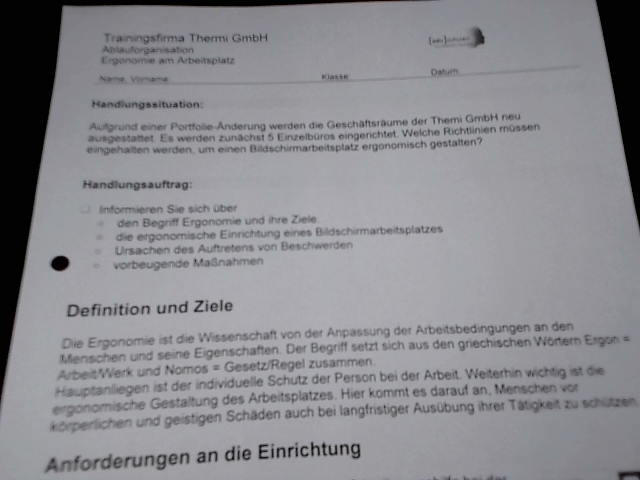 Trainingsfirma Thermi GmbH
Ablauforganisation
Ergonomie am Arbeitsplatz
Name, Vorname: Klasse: Datum:
Handlungssituation:
Aufgrund einer Portfolie-Änderung werden die Geschäftsräume der Themi GmbH neu
ausgestattet. Es werden zunächst 5 Einzelbüros eingerichtet. Welche Richtlinien müssen
eingehalten werden, um einen Bildschirmarbeitsplatz ergonomisch gestalten?
Handlungsauftrag:
Informieren Sie sich über
den Begriff Ergonomie und ihre Ziele.
die ergonomische Einrichtung eines Bildschirmarbeitsplatzes
Ursachen des Auftretens von Beschwerden
vorbeugende Maßnahmen
Definition und Ziele
Die Ergonomie ist die Wissenschaft von der Anpassung der Arbeitsbedingungen an den
Menschen und seine Eigenschaften. Der Begriff setzt sich aus den griechischen Wörtern Ergon =
Arbeit/Werk und Nomos = Gesetz/Regel zusammen.
Hauptanliegen ist der individuelle Schutz der Person bei der Arbeit. Weiterhin wichtig ist die
ergonomische Gestaltung des Arbeitsplatzes. Hier kommt es darauf an, Menschen vor
körperlichen und geistigen Schäden auch bei langfristiger Ausübung ihrer Tätigkeit zu schützen.
Anforderungen an die Einrichtung
bei der